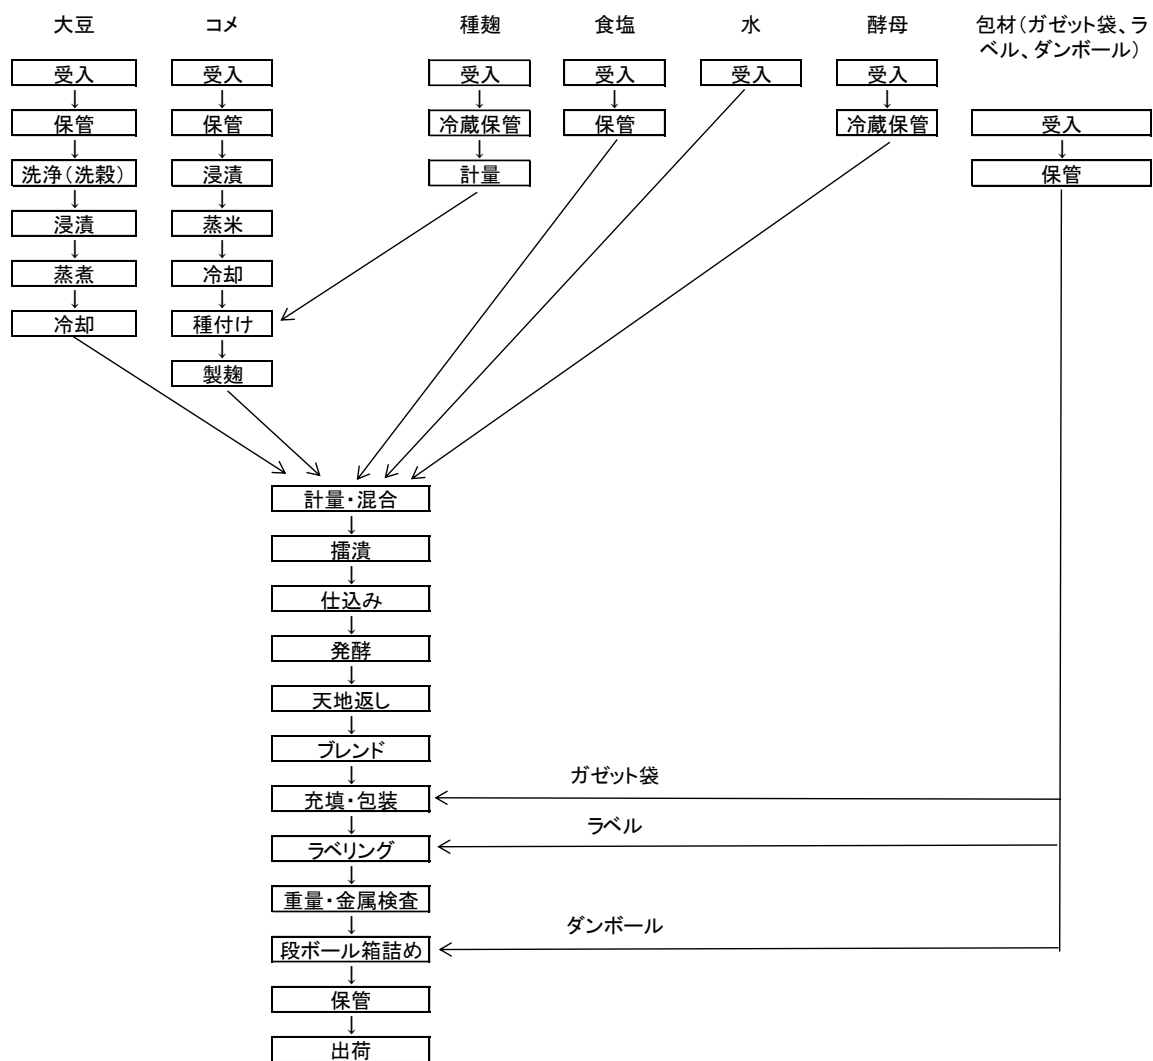 大豆
コメ
種麹
食塩
水
酵母
包材(ガゼット袋、ラ
ベル、ダンボール)
受入
受入
受入
受入
受入
受入
↓
↓
↓
↓
↓
保管
保管
冷蔵保管
保管
冷蔵保管
受入
↓
↓
↓
↓
洗浄(洗穀)
浸漬
計量
保管
↓
↓
浸漬
蒸米
↓
↓
蒸煮
冷却
↓
↓
冷却
種付け
↓
製麹
計量・混合
↓
擂潰
↓
仕込み
↓
発酵
↓
天地返し
↓
ブレンド
↓
ガゼット袋
充填・包装
↓
ラベル
ラベリング
↓
重量・金属検査
↓
ダンボール
段ボール箱詰め
↓
保管
↓
出荷